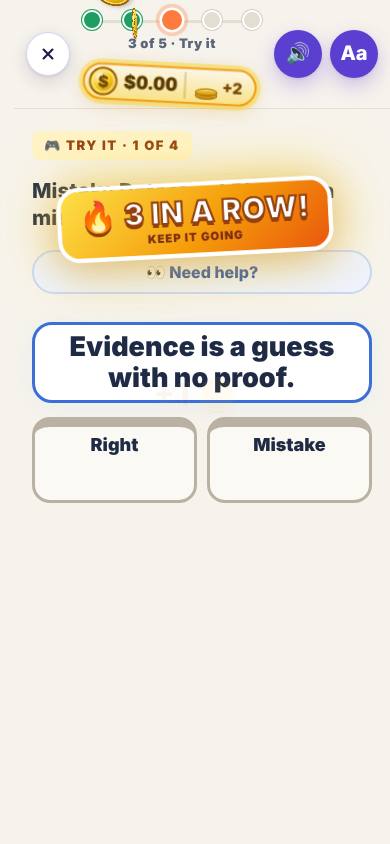 3 of 5 · Try it
Aa
$ $0.00 +2
TRY IT · 1 OF 4
3 IN A ROW!
KEEP IT GOING
Need help?
Evidence is a guess
with no proof.
Right
Mistake